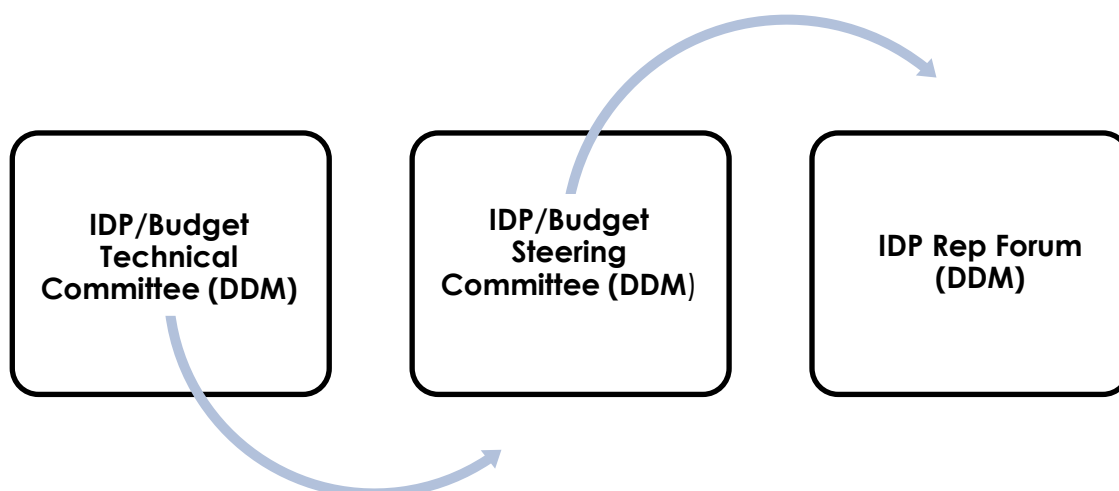 IDP/Budget
Technical
Committee (DDM)
IDP/Budget
Steering
Committee (DDM)
IDP Rep Forum
(DDM)